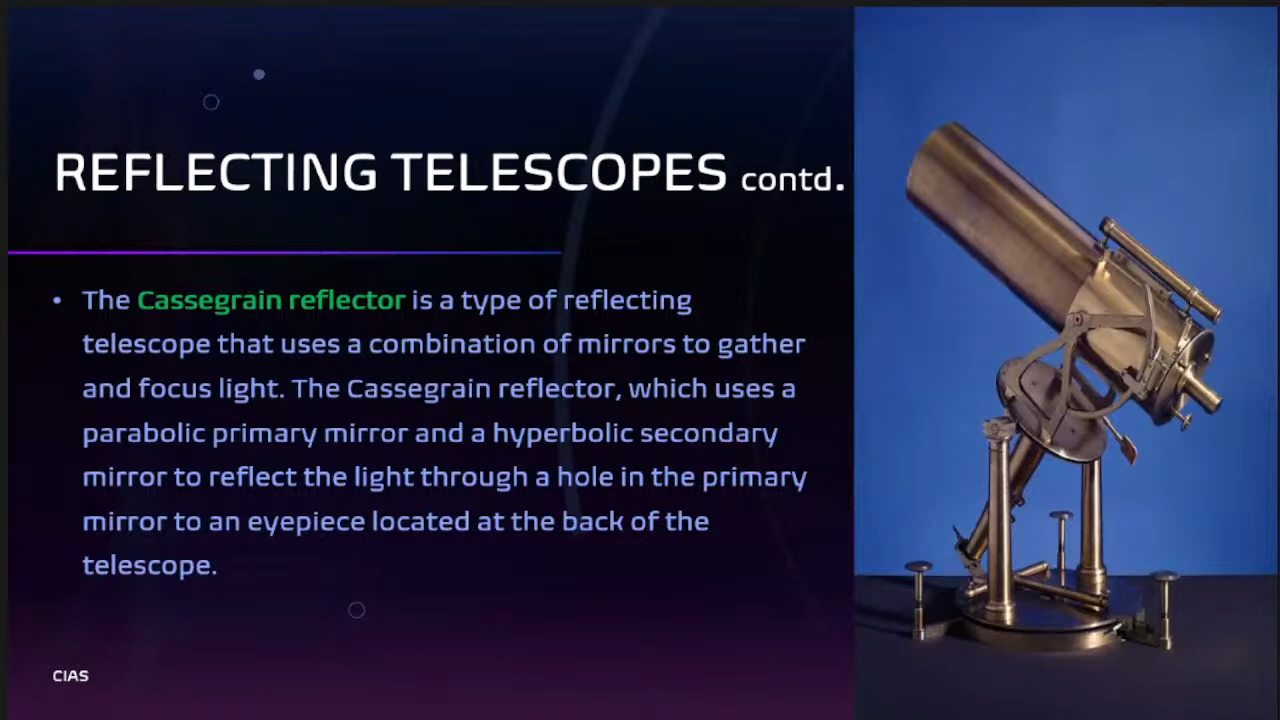 REFLECTING TELESCOPES contd.
• The Cassegrain reflector is a type of reflecting
telescope that uses a combination of mirrors to gather
and focus light. The Cassegrain reflector, which uses a
parabolic primary mirror and a hyperbolic secondary
mirror to reflect the light through a hole in the primary
mirror to an eyepiece located at the back of the
telescope.
CIAS